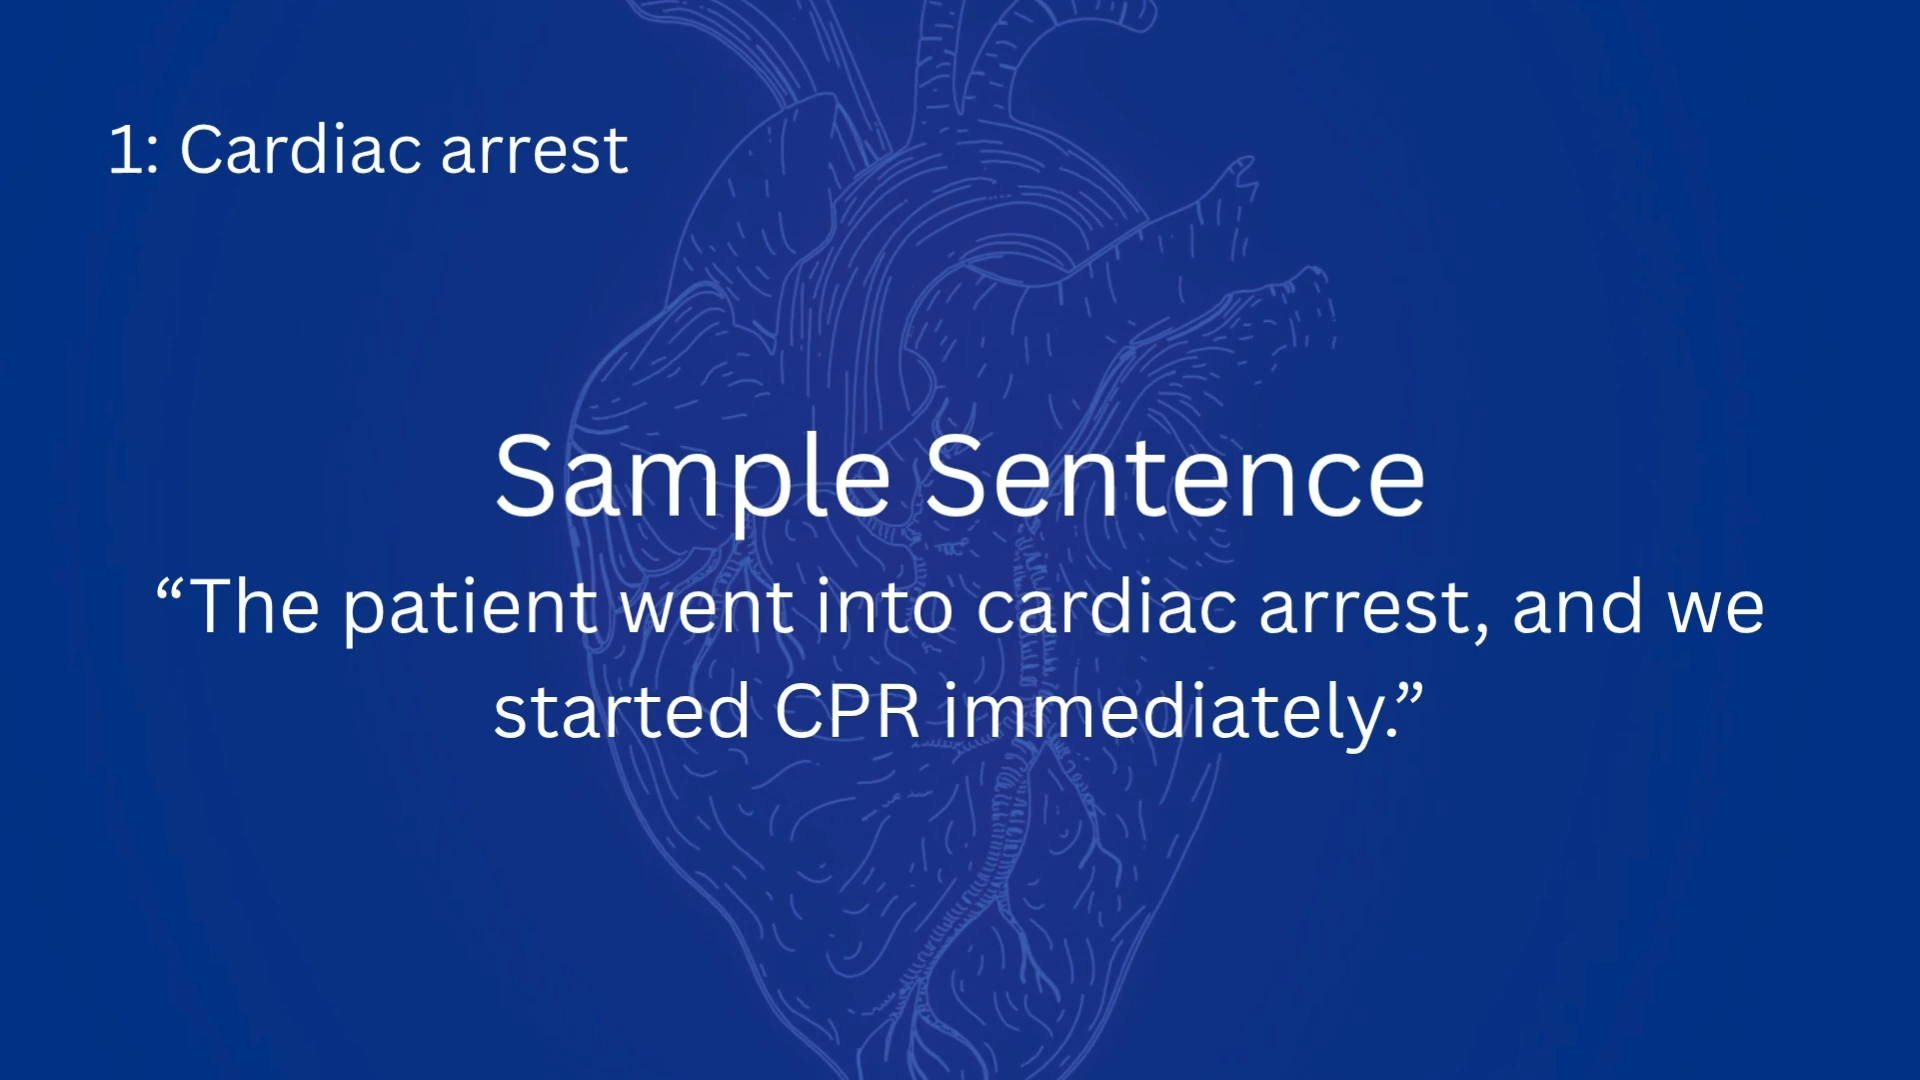 1: Cardiac arrest
Sample Sentence
“The patient went into cardiac arrest, and we
started CPR immediately.”